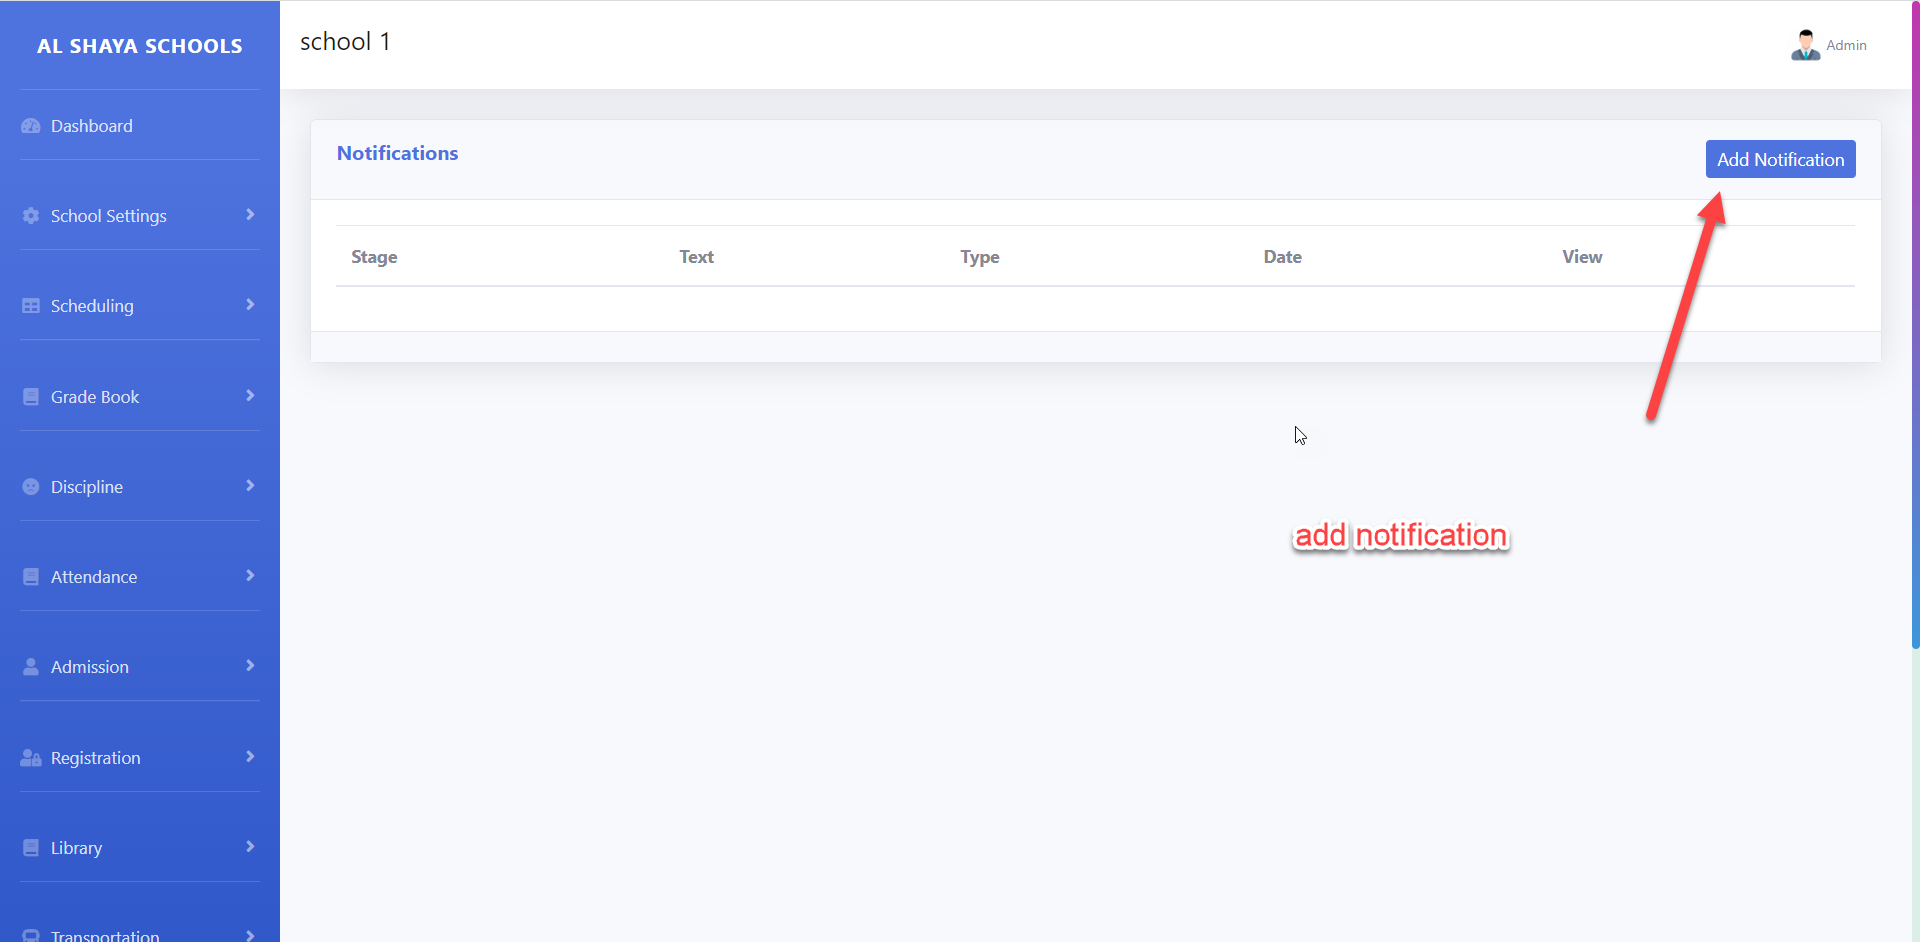 AL SHAYA SCHOOLS
school 1
Admin
Dashboard
School Settings
Scheduling
Grade Book
Discipline
Attendance
Admission
Registration
Library
Transportation
Notifications
Add Notification
Stage Text Type Date View
add notification